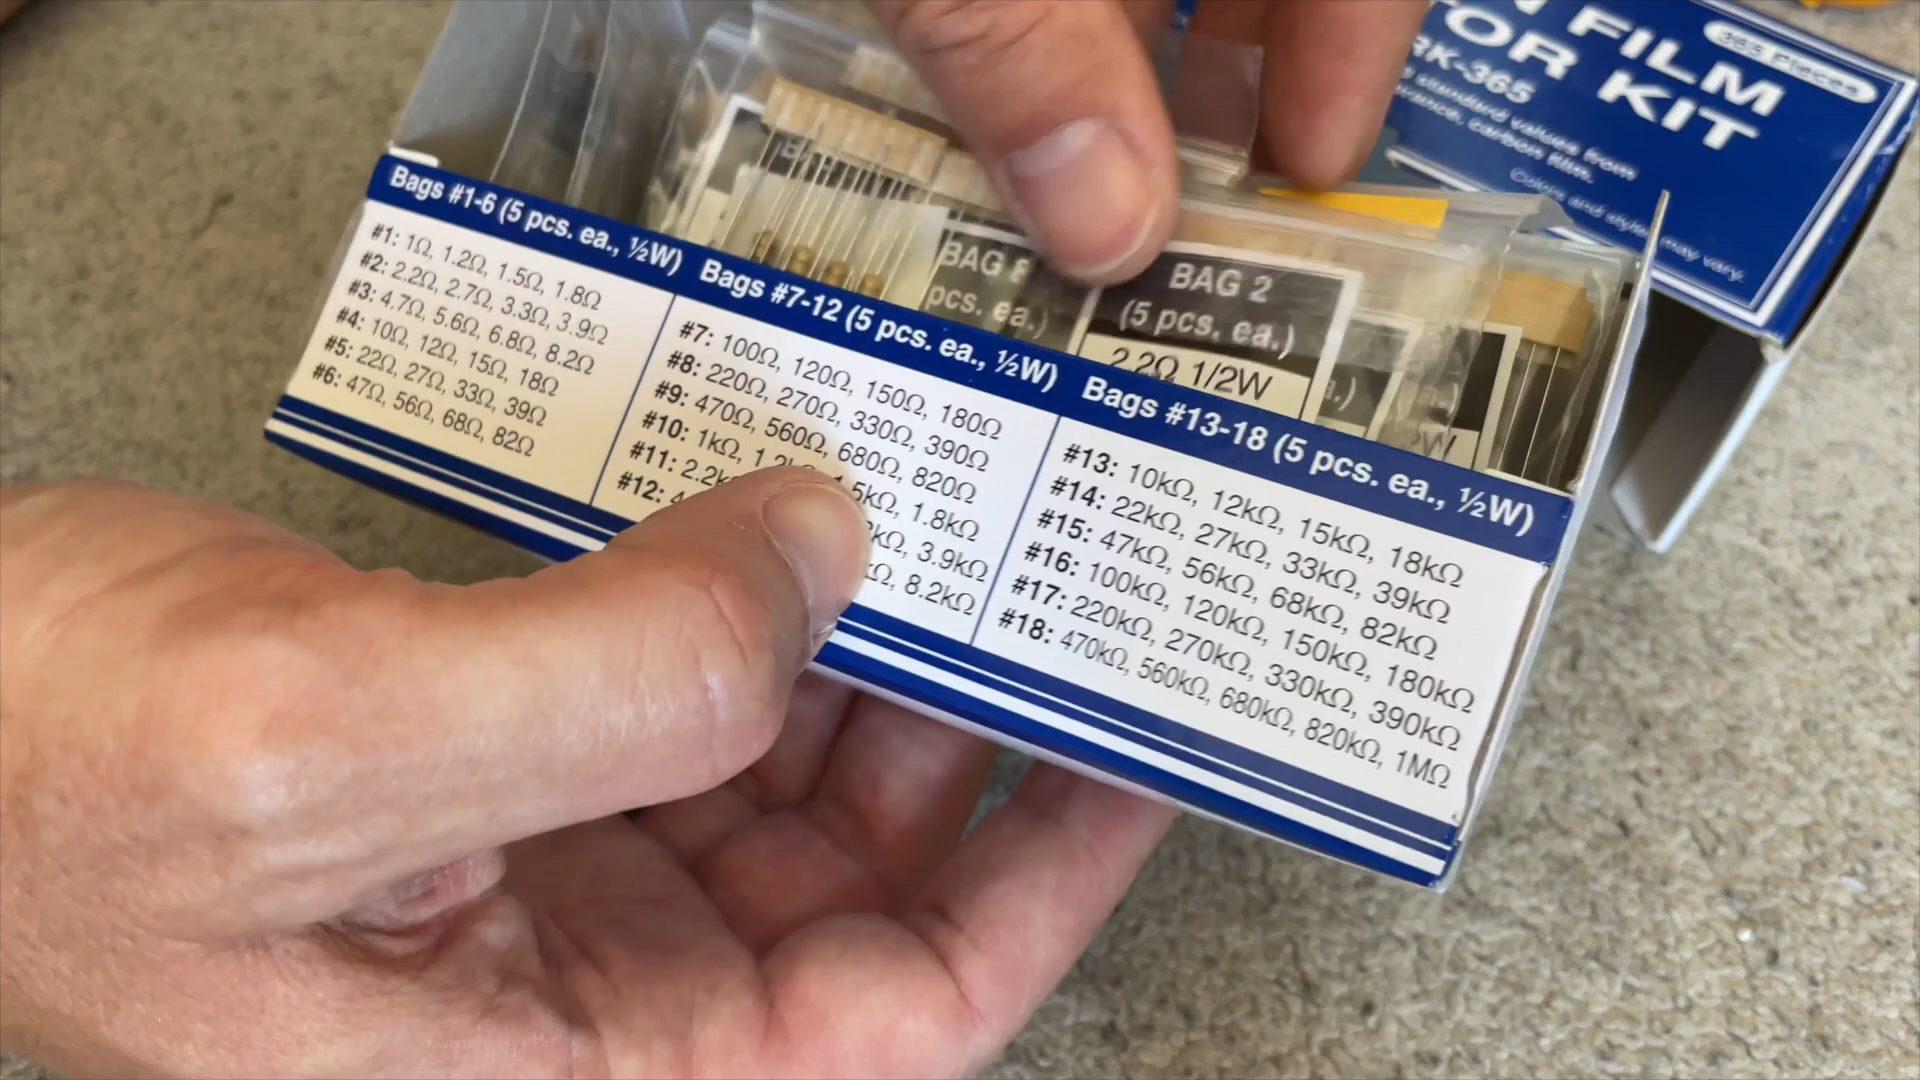 Bags #1-6 (5 pcs. ea., ½W)
#1: 1Ω, 1.2Ω, 1.5Ω, 1.8Ω
#2: 2.2Ω, 2.7Ω, 3.3Ω, 3.9Ω
#3: 4.7Ω, 5.6Ω, 6.8Ω, 8.2Ω
#4: 10Ω, 12Ω, 15Ω, 18Ω
#5: 22Ω, 27Ω, 33Ω, 39Ω
#6: 47Ω, 56Ω, 68Ω, 82Ω
Bags #7-12 (5 pcs. ea., ½W)
#7: 100Ω, 120Ω, 150Ω, 180Ω
#8: 220Ω, 270Ω, 330Ω, 390Ω
#9: 470Ω, 560Ω, 680Ω, 820Ω
#10: 1kΩ, 1.5kΩ, 1.8kΩ
#11: 3.9kΩ
#12: 8.2kΩ
Bags #13-18 (5 pcs. ea., ½W)
#13: 10kΩ, 12kΩ, 15kΩ, 18kΩ
#14: 22kΩ, 27kΩ, 33kΩ, 39kΩ
#15: 47kΩ, 56kΩ, 68kΩ, 82kΩ
#16: 100kΩ, 120kΩ, 150kΩ, 180kΩ
#17: 220kΩ, 270kΩ, 330kΩ, 390kΩ
#18: 470kΩ, 560kΩ, 680kΩ, 820kΩ, 1MΩ
BAG
pcs. ea.)
BAG 2
(5 pcs. ea.)
2.2Ω 1/2W
365 Pieces
FILM
KIT
standard values from
carbon film.
Colors and styles may vary.